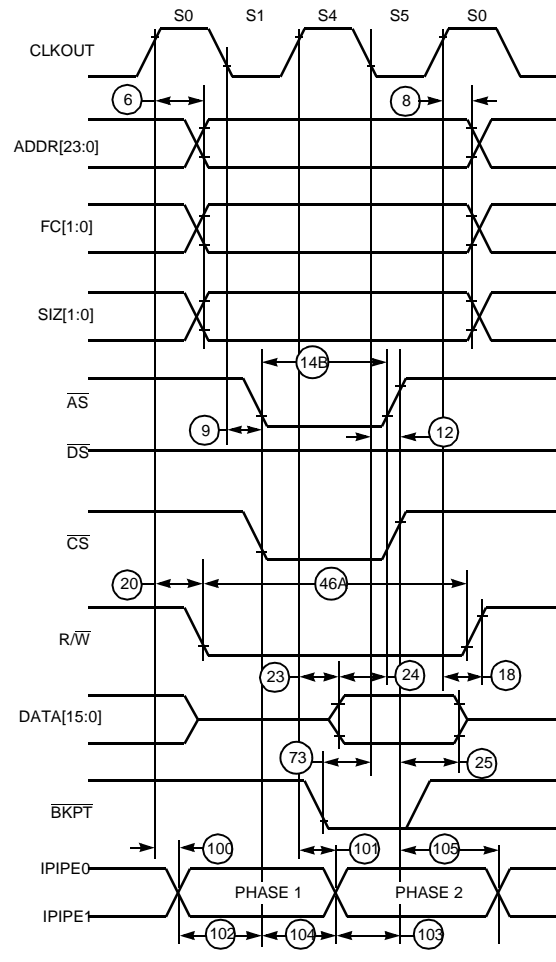 S0 S1 S4 S5 S0
CLKOUT
6 8
ADDR[23:0]
FC[1:0]
SIZ[1:0]
14B
AS
9 12
DS
CS
20 46A
R/W
23 24 18
DATA[15:0]
73 25
BKPT
100 101 105
IPIPE0
PHASE 1 PHASE 2
IPIPE1
102 104 103